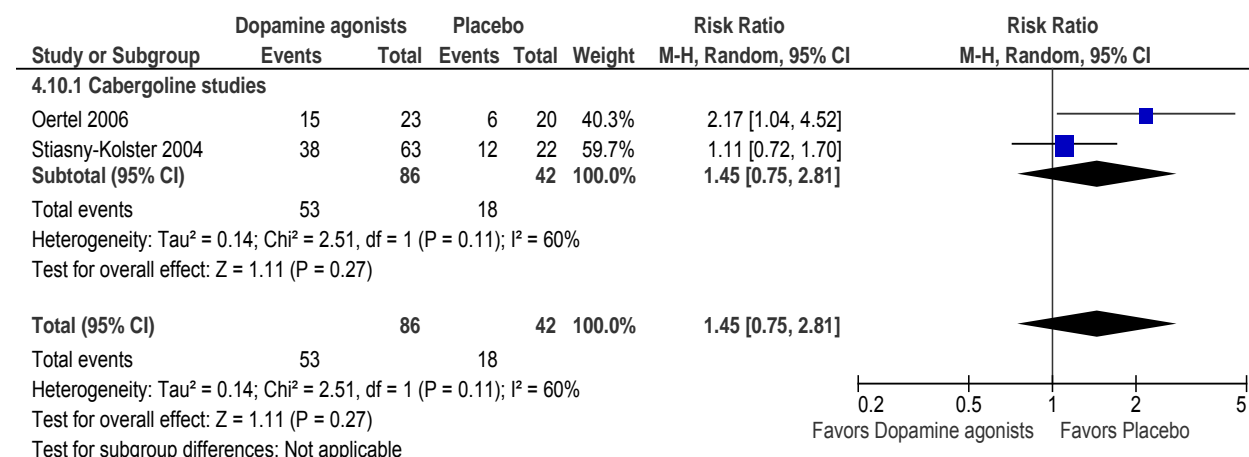 Dopamine agonists Placebo Risk Ratio Risk Ratio
Study or Subgroup Events Total Events Total Weight M-H, Random, 95% CI M-H, Random, 95% CI
4.10.1 Cabergoline studies
Oertel 2006 15 23 6 20 40.3% 2.17 [1.04, 4.52]
Stiasny-Kolster 2004 38 63 12 22 59.7% 1.11 [0.72, 1.70]
Subtotal (95% CI) 86 42 100.0% 1.45 [0.75, 2.81]
Total events 53 18
Heterogeneity: Tau² = 0.14; Chi² = 2.51, df = 1 (P = 0.11); I² = 60%
Test for overall effect: Z = 1.11 (P = 0.27)
Total (95% CI) 86 42 100.0% 1.45 [0.75, 2.81]
Total events 53 18
Heterogeneity: Tau² = 0.14; Chi² = 2.51, df = 1 (P = 0.11); I² = 60%
Test for overall effect: Z = 1.11 (P = 0.27)
Test for subgroup differences: Not applicable
0.2 0.5 1 2 5
Favors Dopamine agonists Favors Placebo